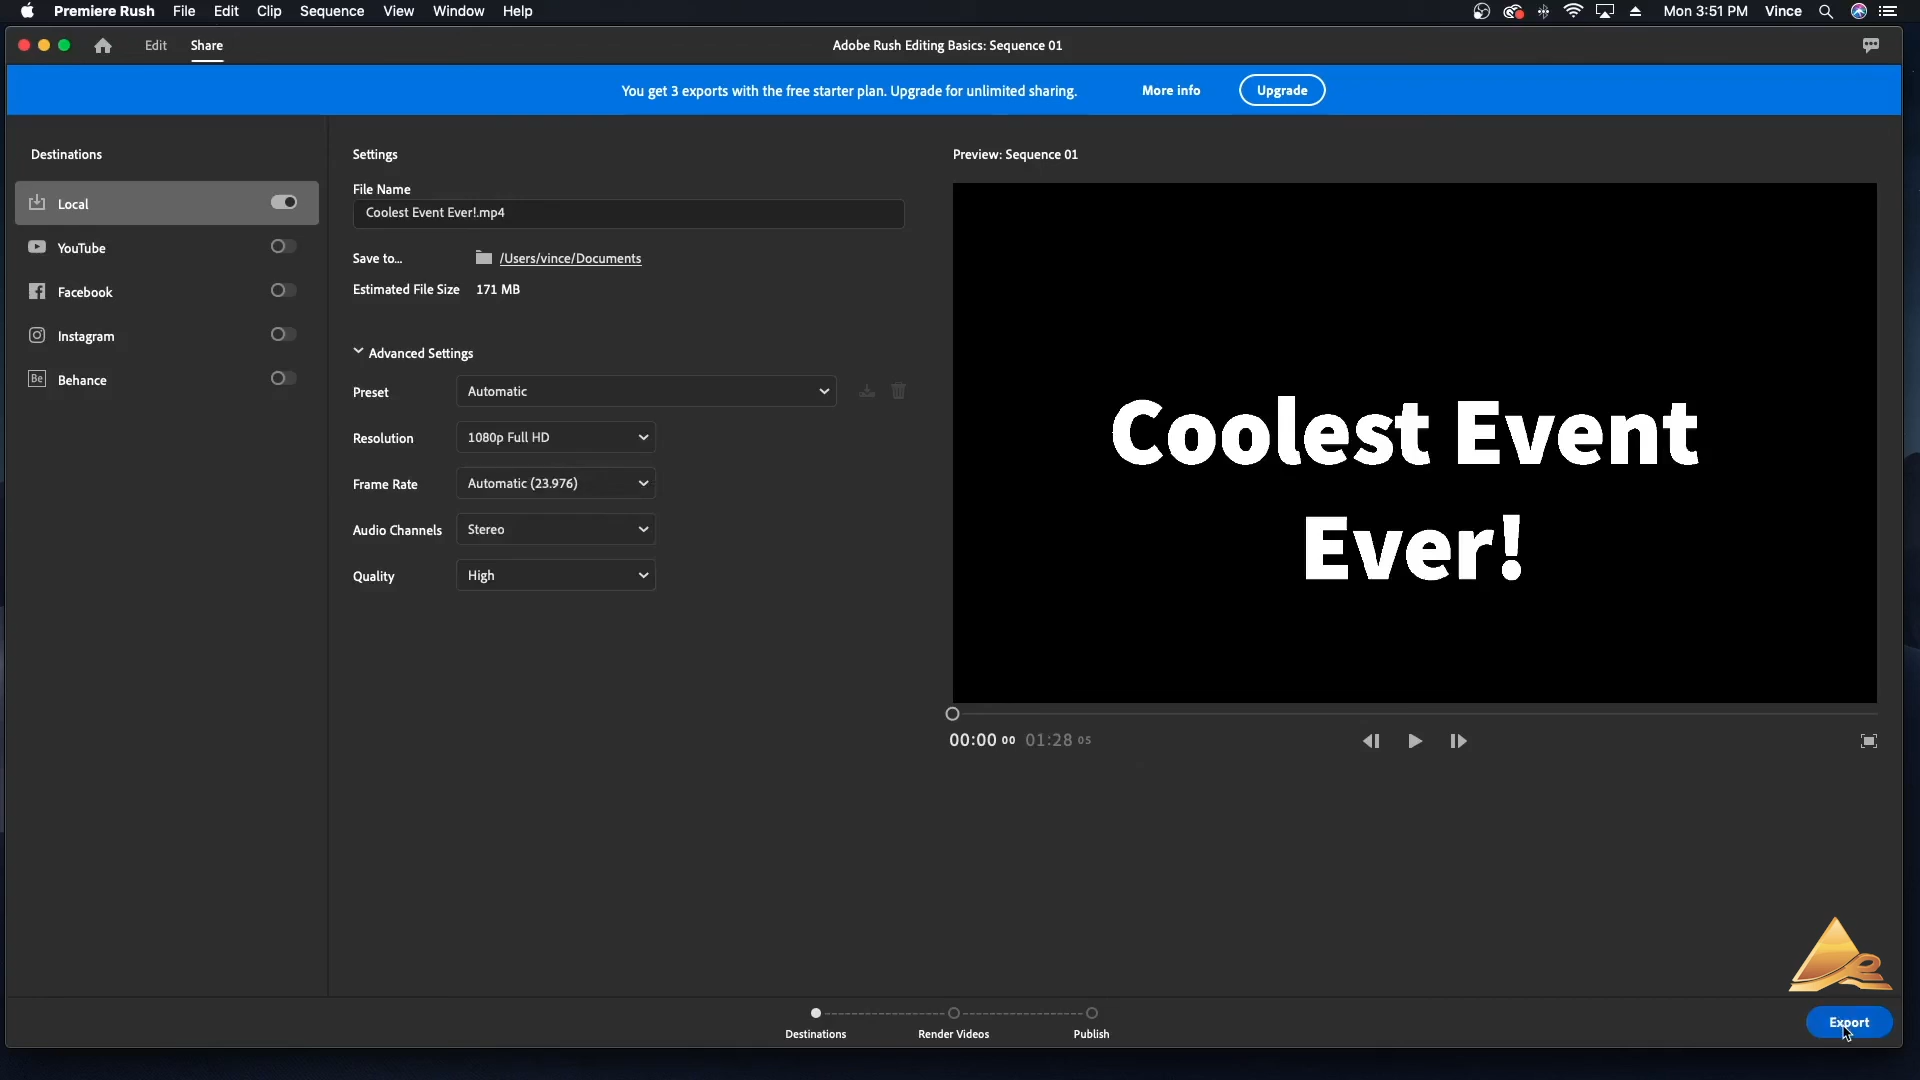 Premiere Rush File Edit Clip Sequence View Window Help Mon 3:51 PM Vince
Edit Share Adobe Rush Editing Basics: Sequence 01
You get 3 exports with the free starter plan. Upgrade for unlimited sharing. More info Upgrade
Destinations
Local
YouTube
Facebook
Instagram
Be Behance
Settings
File Name
Coolest Event Ever!.mp4
Save to... /Users/vince/Documents
Estimated File Size 171 MB
Advanced Settings
Preset Automatic
Resolution 1080p Full HD
Frame Rate Automatic (23.976)
Audio Channels Stereo
Quality High
Preview: Sequence 01
Coolest Event
Ever!
00:00 00 01:28 05
Destinations Render Videos Publish
Export